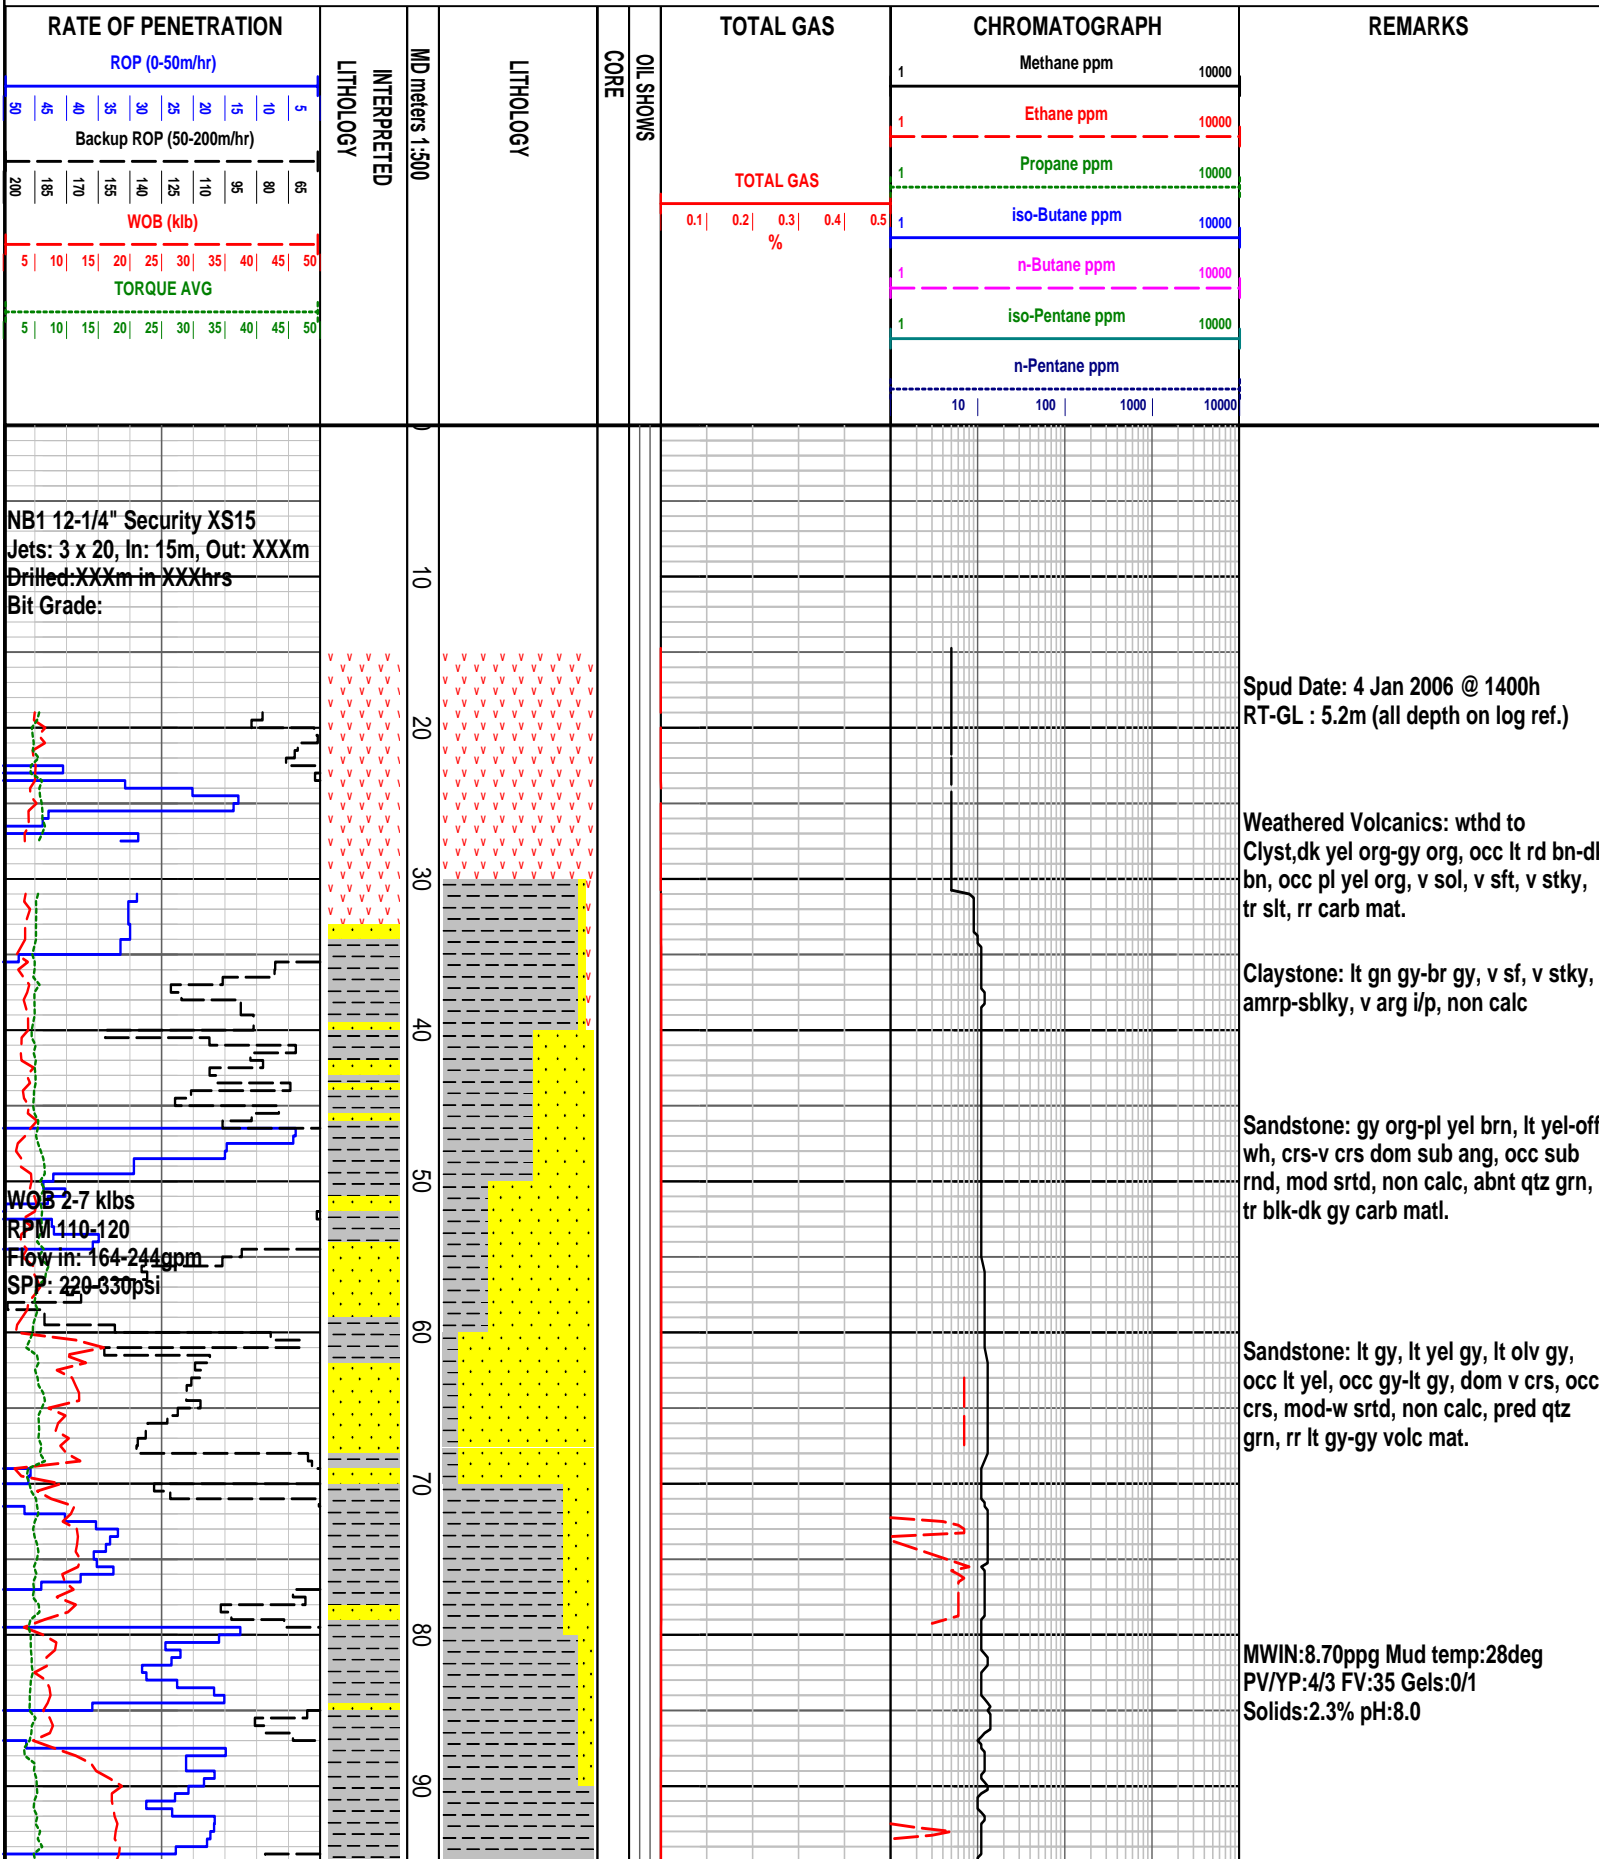 RATE OF PENETRATION
ROP (0-50m/hr)
50 45 40 35 30 25 20 15 10 5
Backup ROP (50-200m/hr)
200 185 170 155 140 125 110 95 80 65
WOB (klb)
5 10 15 20 25 30 35 40 45 50
TORQUE AVG
5 10 15 20 25 30 35 40 45 50
INTERPRETED
LITHOLOGY
MD meters 1:500
LITHOLOGY
CORE
OIL SHOWS
TOTAL GAS
TOTAL GAS
0.1 0.2 0.3 0.4 0.5
%
CHROMATOGRAPH
Methane ppm
1 10000
Ethane ppm
1 10000
Propane ppm
1 10000
iso-Butane ppm
1 10000
n-Butane ppm
1 10000
iso-Pentane ppm
1 10000
n-Pentane ppm
10 100 1000 10000
REMARKS
NB1 12-1/4" Security XS15
Jets: 3 x 20, In: 15m, Out: XXXm
Drilled:XXXm in XXXhrs
Bit Grade:
10
20
30
40
50
60
70
80
90
WOB 2-7 klbs
RPM 110-120
Flow in: 164-244gpm
SPP: 220-330psi
Spud Date: 4 Jan 2006 @ 1400h
RT-GL : 5.2m (all depth on log ref.)
Weathered Volcanics: wthd to
Clyst,dk yel org-gy org, occ lt rd bn-dk
bn, occ pl yel org, v sol, v sft, v stky,
tr slt, rr carb mat.
Claystone: lt gn gy-br gy, v sf, v stky,
amrp-sblky, v arg i/p, non calc
Sandstone: gy org-pl yel brn, lt yel-off
wh, crs-v crs dom sub ang, occ sub
rnd, mod srtd, non calc, abnt qtz grn,
tr blk-dk gy carb matl.
Sandstone: lt gy, lt yel gy, lt olv gy,
occ lt yel, occ gy-lt gy, dom v crs, occ
crs, mod-w srtd, non calc, pred qtz
grn, rr lt gy-gy volc mat.
MWIN:8.70ppg Mud temp:28deg
PV/YP:4/3 FV:35 Gels:0/1
Solids:2.3% pH:8.0